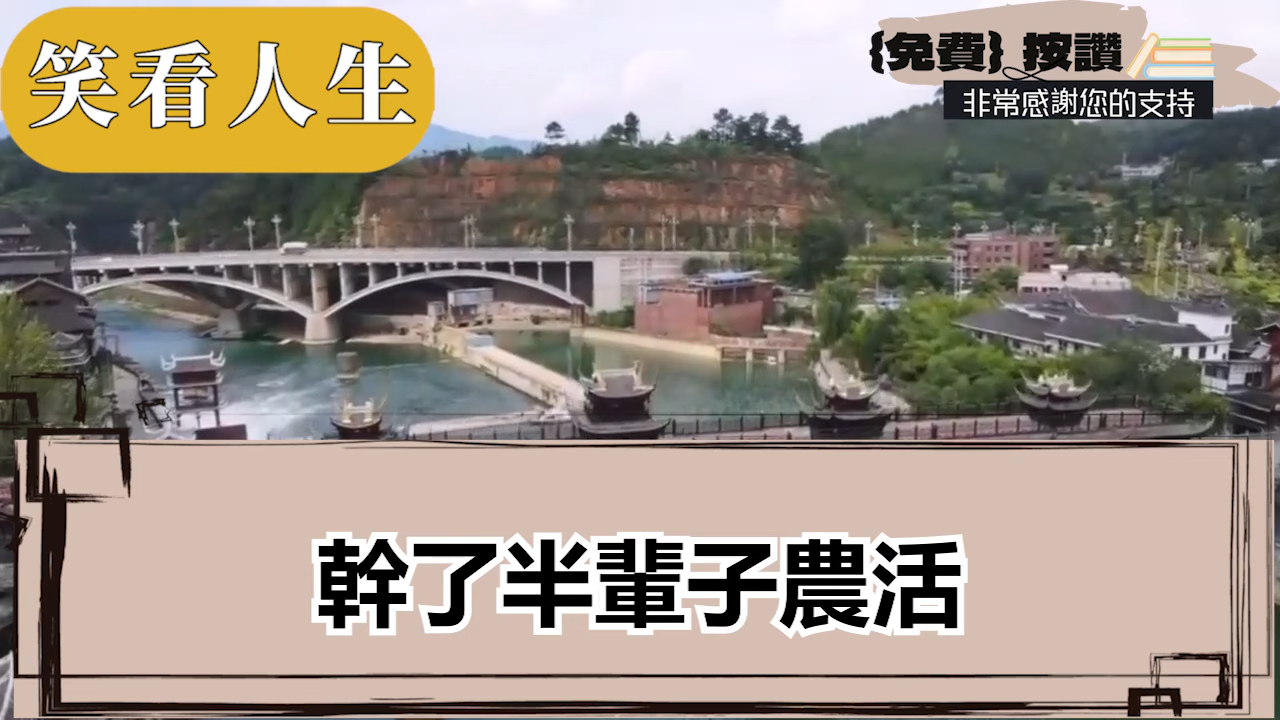 笑看人生
{免費} 按讚
非常感謝您的支持
幹了半輩子農活